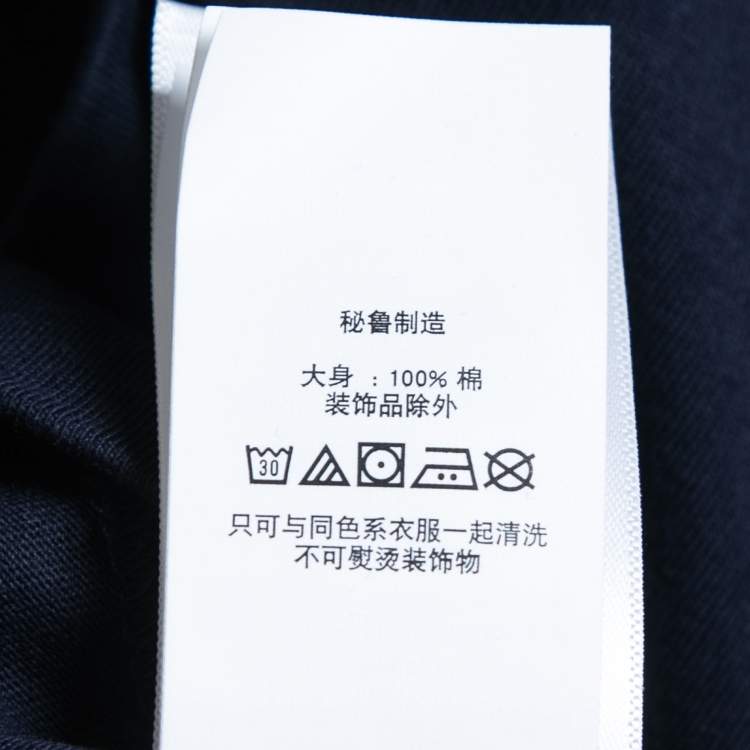 秘鲁制造
大身 : 100% 棉
装饰品除外
30
只可与同色系衣服一起清洗
不可熨烫装饰物